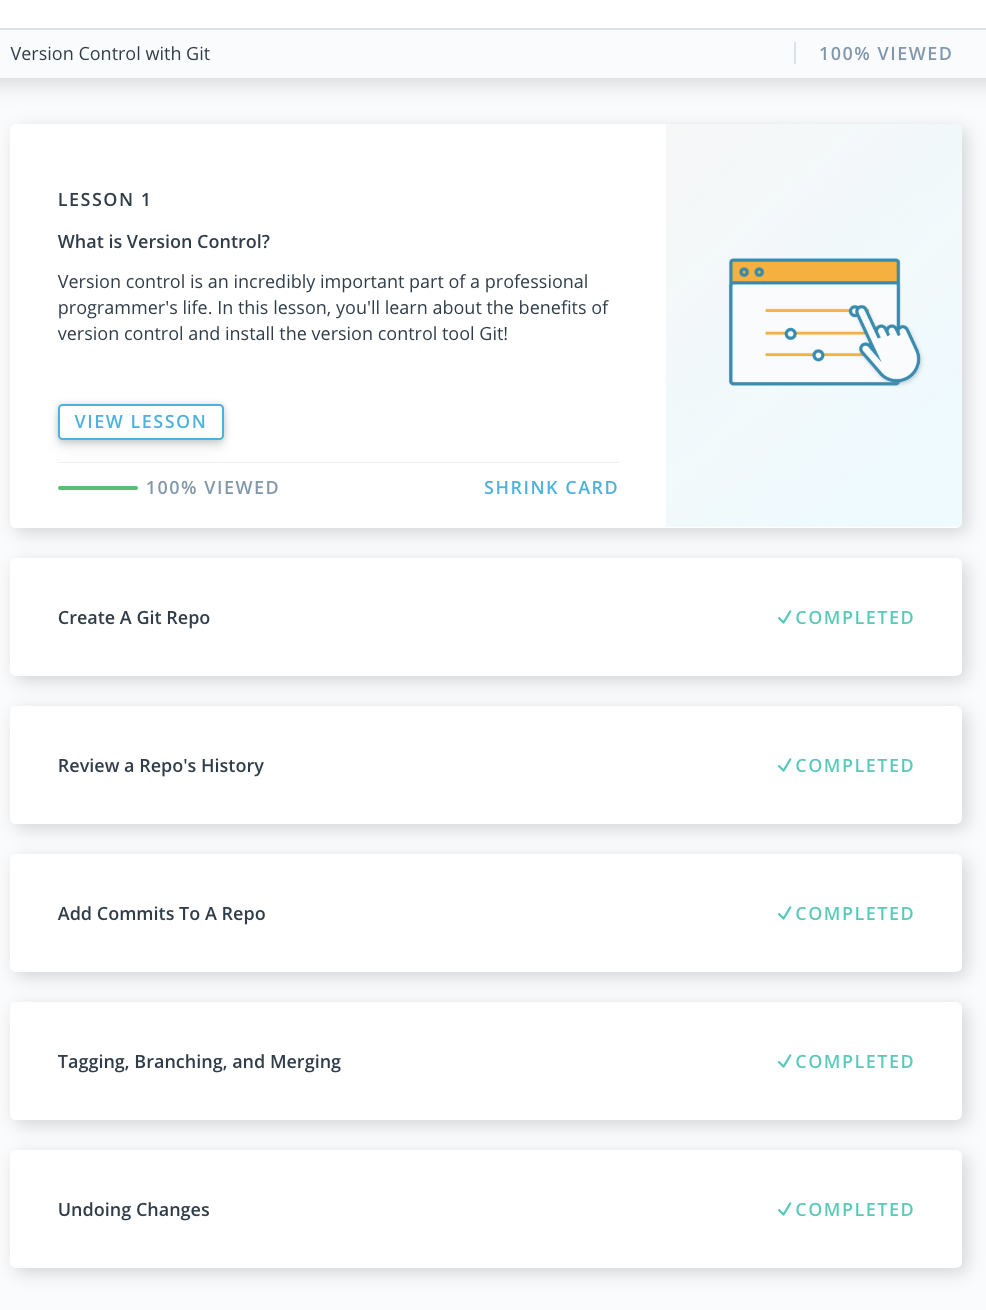 Version Control with Git
100% VIEWED
LESSON 1
What is Version Control?
Version control is an incredibly important part of a professional
programmer's life. In this lesson, you'll learn about the benefits of
version control and install the version control tool Git!
VIEW LESSON
100% VIEWED
SHRINK CARD
Create A Git Repo
✓COMPLETED
Review a Repo's History
✓COMPLETED
Add Commits To A Repo
✓COMPLETED
Tagging, Branching, and Merging
✓COMPLETED
Undoing Changes
✓COMPLETED